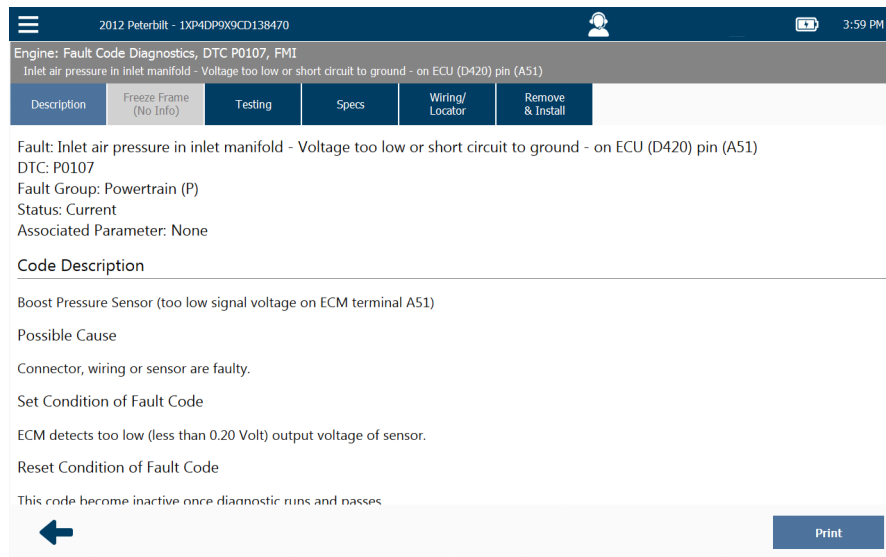 2012 Peterbilt - 1XP4DP9X9CD138470
3:59 PM
Engine: Fault Code Diagnostics, DTC P0107, FMI
Inlet air pressure in inlet manifold - Voltage too low or short circuit to ground - on ECU (D420) pin (A51)
Description
Freeze Frame
(No Info)
Testing
Specs
Wiring/
Locator
Remove
& Install
Fault: Inlet air pressure in inlet manifold - Voltage too low or short circuit to ground - on ECU (D420) pin (A51)
DTC: P0107
Fault Group: Powertrain (P)
Status: Current
Associated Parameter: None
Code Description
Boost Pressure Sensor (too low signal voltage on ECM terminal A51)
Possible Cause
Connector, wiring or sensor are faulty.
Set Condition of Fault Code
ECM detects too low (less than 0.20 Volt) output voltage of sensor.
Reset Condition of Fault Code
This code become inactive once diagnostic runs and passes
Print